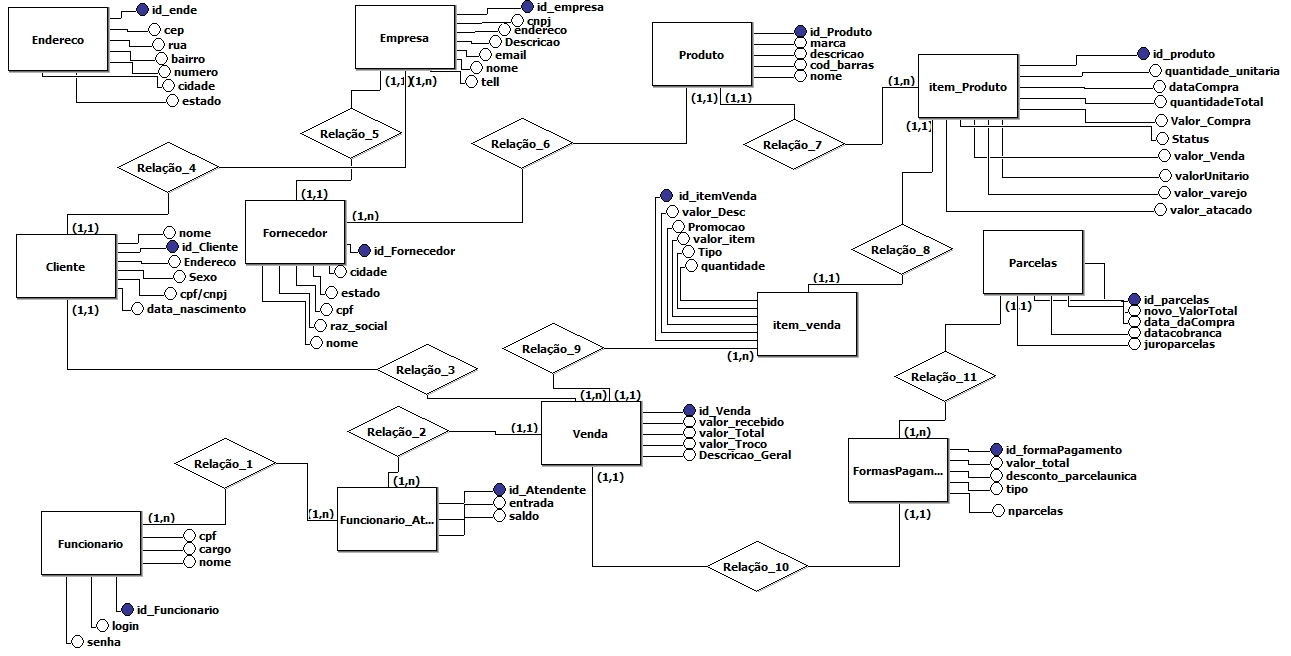 Endereco
id_ende
cep
rua
bairro
numero
cidade
estado
Empresa
id_empresa
cnpj
endereco
Descricao
email
nome
tell
(1,1)
(1,n)
Produto
id_Produto
marca
descricao
cod_barras
nome
(1,1)
(1,1)
item_Produto
(1,n)
(1,1)
id_produto
quantidade_unitaria
dataCompra
quantidadeTotal
Valor_Compra
Status
valor_Venda
valorUnitario
valor_varejo
valor_atacado
Relação_5
Relação_4
Relação_6
Relação_7
(1,1)
Fornecedor
(1,n)
id_Fornecedor
cidade
estado
cpf
raz_social
nome
(1,1)
Cliente
(1,1)
nome
id_Cliente
Endereco
Sexo
cpf/cnpj
data_nascimento
id_itemVenda
valor_Desc
Promocao
valor_item
Tipo
quantidade
Relação_8
(1,1)
item_venda
(1,n)
Parcelas
(1,1)
id_parcelas
novo_ValorTotal
data_daCompra
datacobranca
juroparcelas
Relação_9
Relação_3
Relação_11
(1,n)
(1,1)
Relação_2
(1,1)
Venda
(1,1)
id_Venda
valor_recebido
valor_Total
valor_Troco
Descricao_Geral
(1,n)
FormasPagam...
(1,1)
id_formaPagamento
valor_total
desconto_parcelaunica
tipo
nparcelas
Relação_1
(1,n)
(1,n)
Funcionario_At...
id_Atendente
entrada
saldo
(1,n)
Funcionario
cpf
cargo
nome
id_Funcionario
login
senha
Relação_10